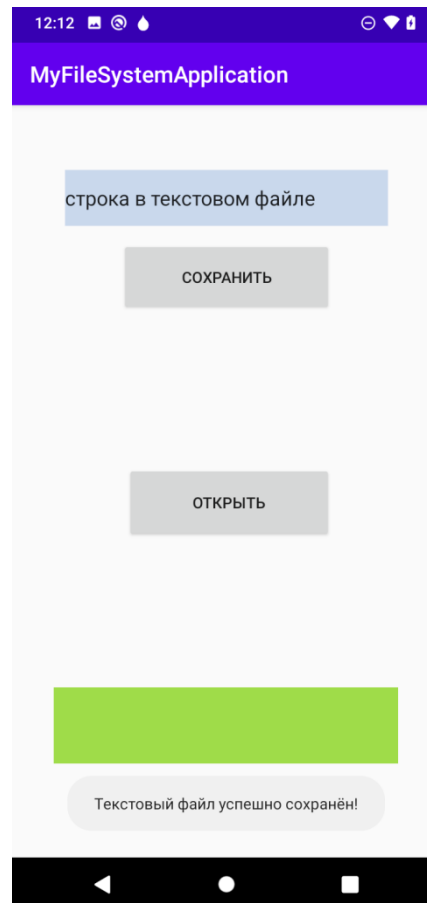 12:12
MyFileSystemApplication
строка в текстовом файле
СОХРАНИТЬ
ОТКРЫТЬ
Текстовый файл успешно сохранён!